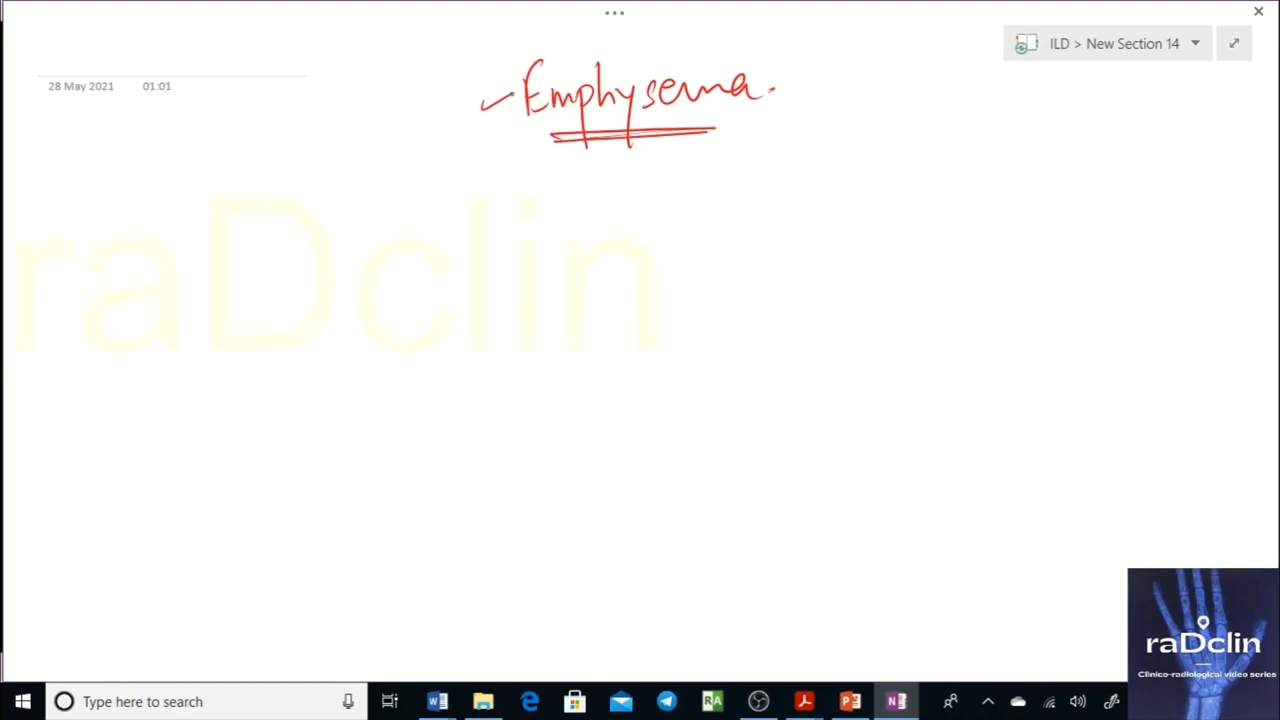 ILD > New Section 14
Emphysema.
28 May 2021 01:01
raDclin
raDclin
Clinico-radiological video series
Type here to search